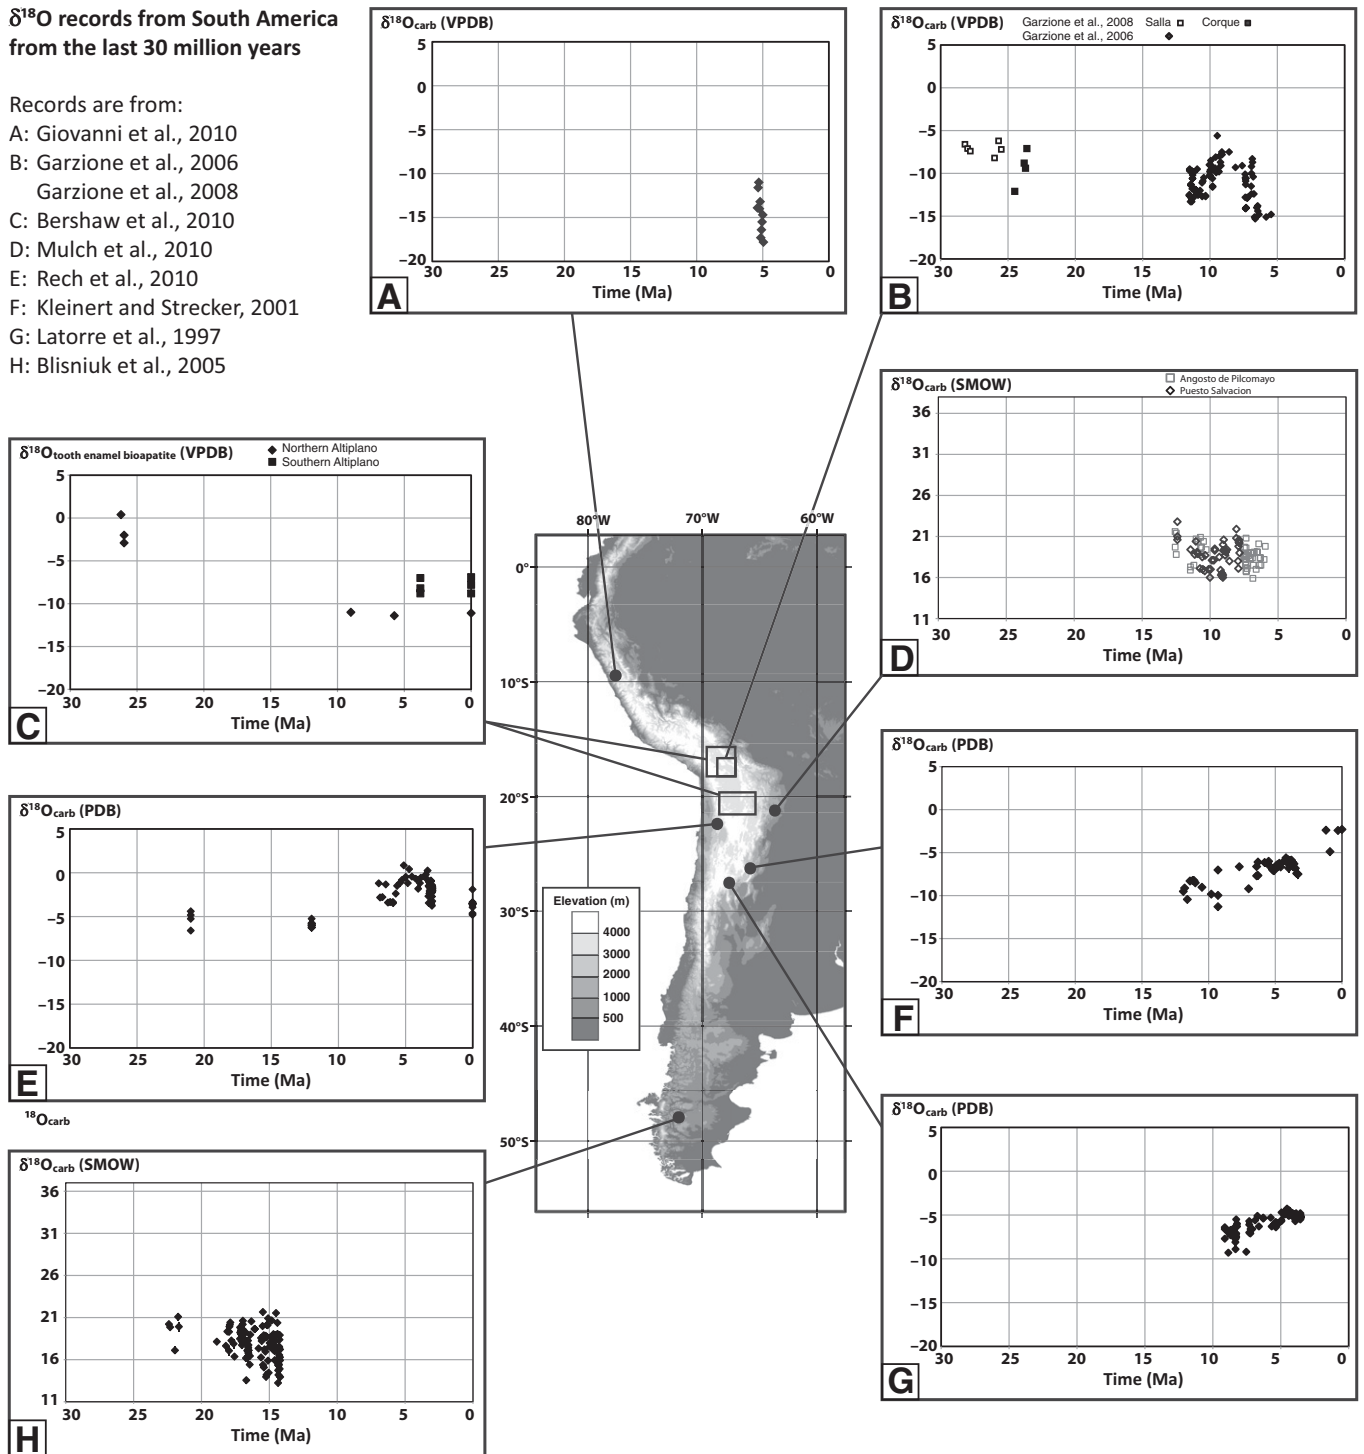 δ¹⁸O records from South America
from the last 30 million years
Records are from:
A: Giovanni et al., 2010
B: Garzione et al., 2006
Garzione et al., 2008
C: Bershaw et al., 2010
D: Mulch et al., 2010
E: Rech et al., 2010
F: Kleinert and Strecker, 2001
G: Latorre et al., 1997
H: Blisniuk et al., 2005
δ¹⁸Ocarb (VPDB)
5
0
–5
–10
–15
–20
30 25 20 15 10 5 0
Time (Ma)
A
δ¹⁸Ocarb (VPDB)
Garzione et al., 2008 Salla Corque
Garzione et al., 2006
5
0
–5
–10
–15
–20
30 25 20 15 10 5 0
Time (Ma)
B
δ¹⁸Otooth enamel bioapatite (VPDB)
Northern Altiplano
Southern Altiplano
5
0
–5
–10
–15
–20
30 25 20 15 10 5 0
Time (Ma)
C
δ¹⁸Ocarb (SMOW)
Angosto de Pilcomayo
Puesto Salvacion
36
31
26
21
16
11
30 25 20 15 10 5 0
Time (Ma)
D
80°W 70°W 60°W
0°
10°S
20°S
30°S
40°S
50°S
Elevation (m)
4000
3000
2000
1000
500
δ¹⁸Ocarb (PDB)
5
0
–5
–10
–15
–20
30 25 20 15 10 5 0
Time (Ma)
E
¹⁸Ocarb
δ¹⁸Ocarb (PDB)
5
0
–5
–10
–15
–20
30 25 20 15 10 5 0
Time (Ma)
F
δ¹⁸Ocarb (PDB)
5
0
–5
–10
–15
–20
30 25 20 15 10 5 0
Time (Ma)
G
δ¹⁸Ocarb (SMOW)
36
31
26
21
16
11
30 25 20 15 10 5 0
Time (Ma)
H